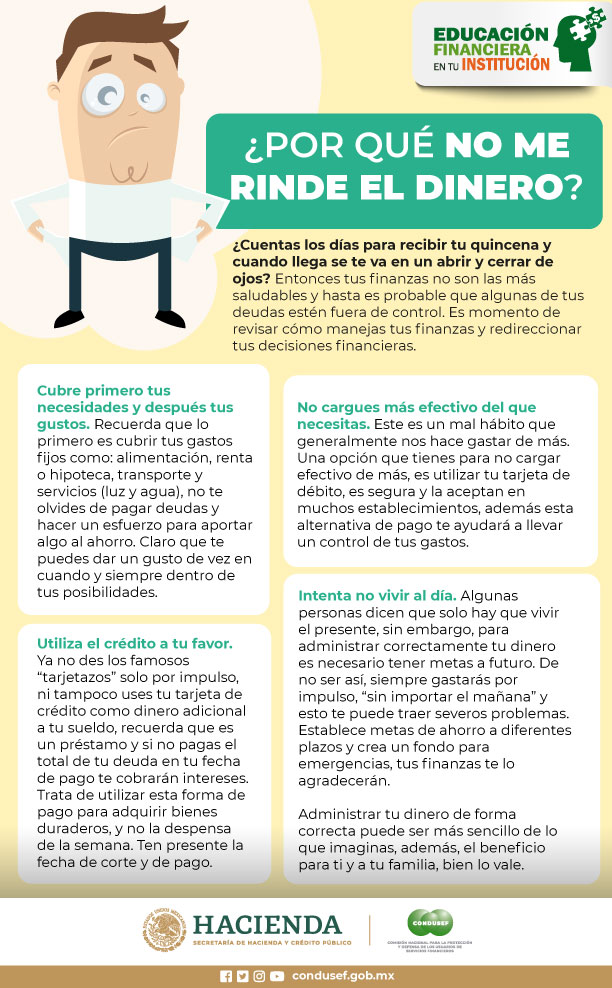 EDUCACIÓN
FINANCIERA
EN TU INSTITUCIÓN
¿POR QUÉ NO ME
RINDE EL DINERO?
¿Cuentas los días para recibir tu quincena y
cuando llega se te va en un abrir y cerrar de
ojos? Entonces tus finanzas no son las más
saludables y hasta es probable que algunas de tus
deudas estén fuera de control. Es momento de
revisar cómo manejas tus finanzas y redireccionar
tus decisiones financieras.
Cubre primero tus
necesidades y después tus
gustos. Recuerda que lo
primero es cubrir tus gastos
fijos como: alimentación, renta
o hipoteca, transporte y
servicios (luz y agua), no te
olvides de pagar deudas y
hacer un esfuerzo para aportar
algo al ahorro. Claro que te
puedes dar un gusto de vez en
cuando y siempre dentro de
tus posibilidades.
No cargues más efectivo del que
necesitas. Este es un mal hábito que
generalmente nos hace gastar de más.
Una opción que tienes para no cargar
efectivo de más, es utilizar tu tarjeta de
débito, es segura y la aceptan en
muchos establecimientos, además esta
alternativa de pago te ayudará a llevar
un control de tus gastos.
Utiliza el crédito a tu favor.
Ya no des los famosos
“tarjetazos” solo por impulso,
ni tampoco uses tu tarjeta de
crédito como dinero adicional
a tu sueldo, recuerda que es
un préstamo y si no pagas el
total de tu deuda en tu fecha
de pago te cobrarán intereses.
Trata de utilizar esta forma de
pago para adquirir bienes
duraderos, y no la despensa
de la semana. Ten presente la
fecha de corte y de pago.
Intenta no vivir al día. Algunas
personas dicen que solo hay que vivir
el presente, sin embargo, para
administrar correctamente tu dinero
es necesario tener metas a futuro. De
no ser así, siempre gastarás por
impulso, “sin importar el mañana” y
esto te puede traer severos problemas.
Establece metas de ahorro a diferentes
plazos y crea un fondo para
emergencias, tus finanzas te lo
agradecerán.
Administrar tu dinero de forma
correcta puede ser más sencillo de lo
que imaginas, además, el beneficio
para ti y a tu familia, bien lo vale.
HACIENDA
SECRETARÍA DE HACIENDA Y CRÉDITO PÚBLICO
CONDUSEF
COMISIÓN NACIONAL PARA LA PROTECCIÓN
Y DEFENSA DE LOS USUARIOS DE
SERVICIOS FINANCIEROS
condusef.gob.mx